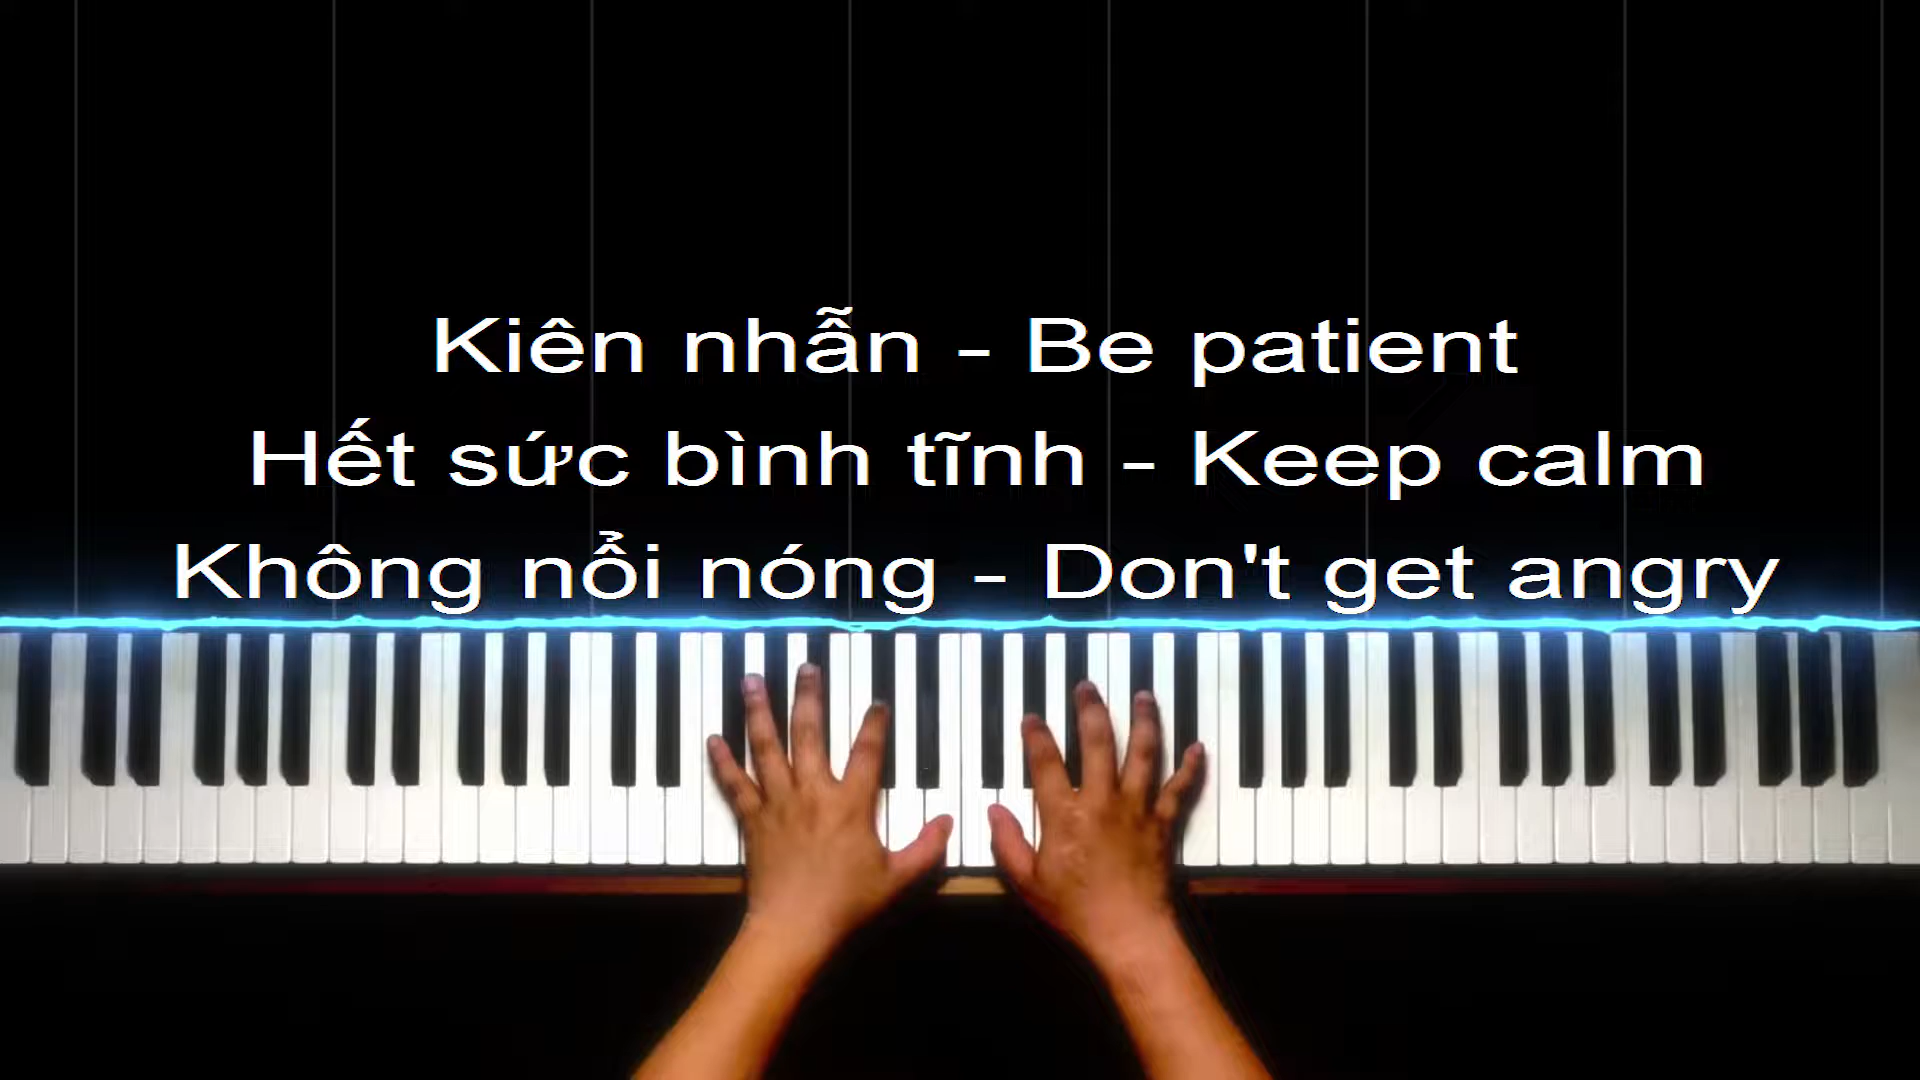 Kiên nhẫn - Be patient
Hết sức bình tĩnh - Keep calm
Không nổi nóng - Don't get angry